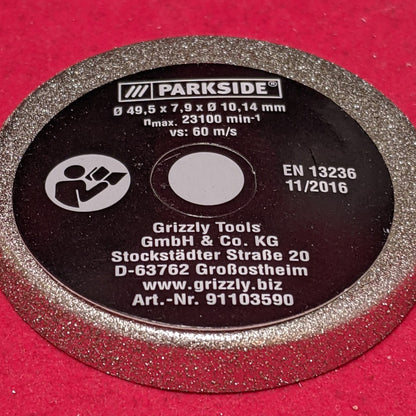 /// PARKSIDE®
Ø 49,5 x 7,9 x Ø 10,14 mm
nmax. 23100 min-1
vs: 60 m/s
EN 13236
11/2016
Grizzly Tools
GmbH & Co. KG
Stockstädter Straße 20
D-63762 Großostheim
www.grizzly.biz
Art.-Nr. 91103590